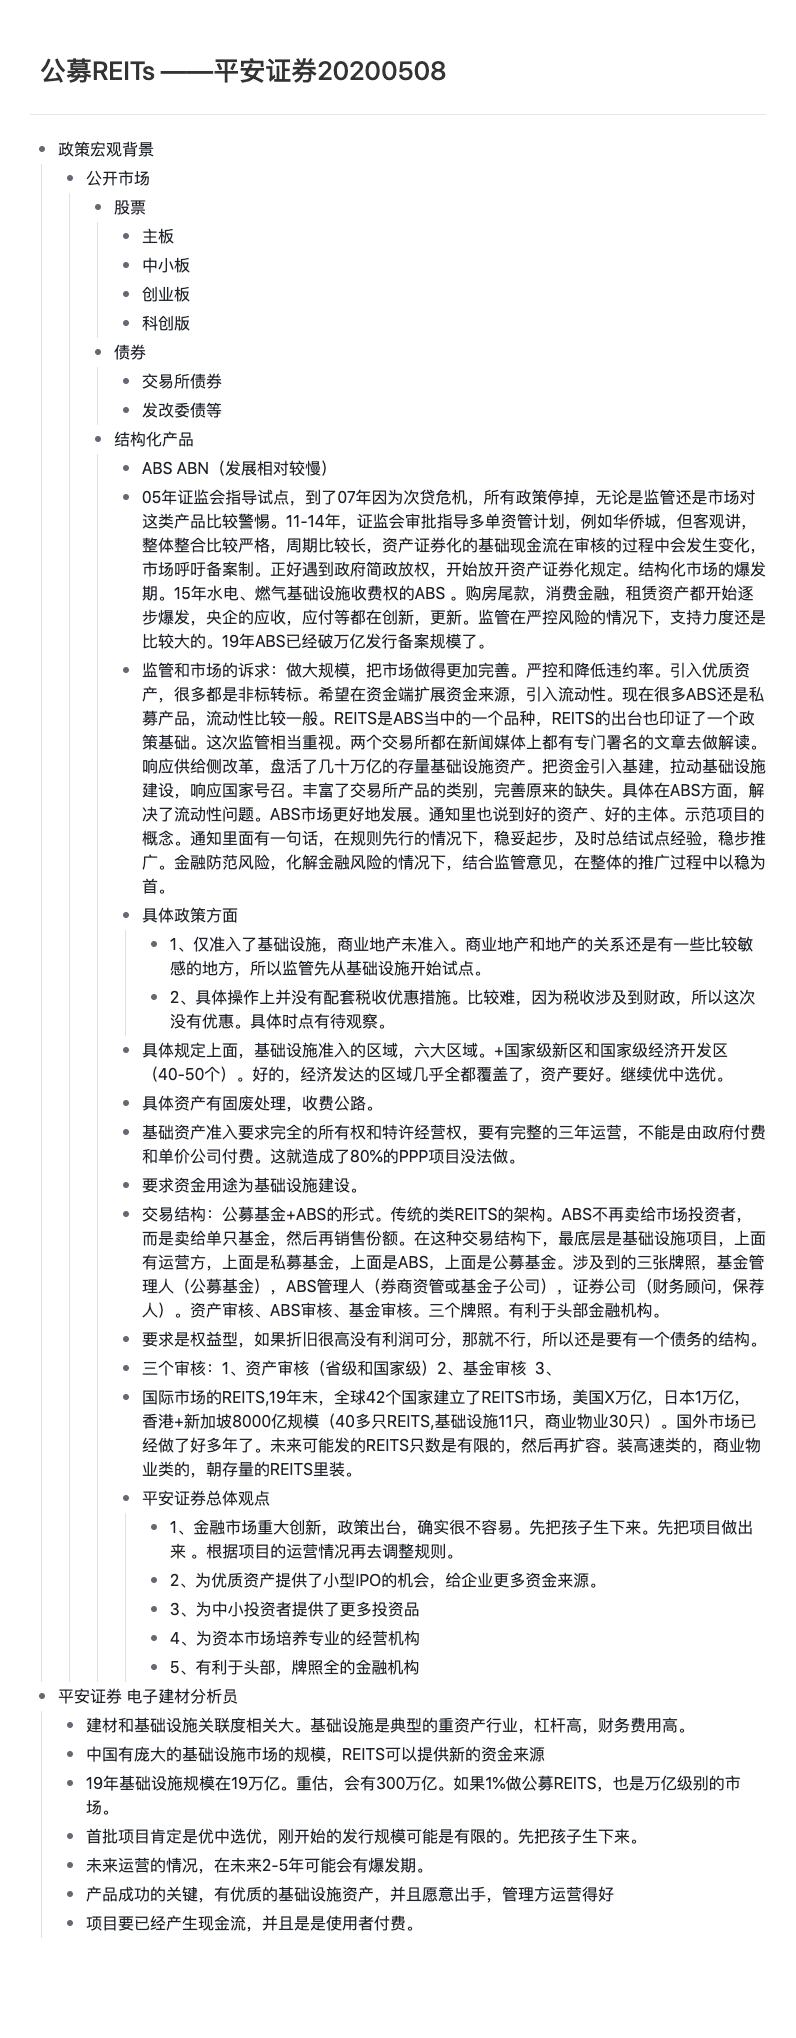 公募REITs ——平安证券20200508
政策宏观背景
公开市场
股票
主板
中小板
创业板
科创版
债券
交易所债券
发改委债等
结构化产品
ABS ABN（发展相对较慢）
05年证监会指导试点，到了07年因为次贷危机，所有政策停掉，无论是监管还是市场对
这类产品比较警惕。11-14年，证监会审批指导多单资管计划，例如华侨城，但客观讲，
整体整合比较严格，周期比较长，资产证券化的基础现金流在审核的过程中会发生变化，
市场呼吁备案制。正好遇到政府简政放权，开始放开资产证券化规定。结构化市场的爆发
期。15年水电、燃气基础设施收费权的ABS 。购房尾款，消费金融，租赁资产都开始逐
步爆发，央企的应收，应付等都在创新，更新。监管在严控风险的情况下，支持力度还是
比较大的。19年ABS已经破万亿发行备案规模了。
监管和市场的诉求：做大规模，把市场做得更加完善。严控和降低违约率。引入优质资
产，很多都是非标转标。希望在资金端扩展资金来源，引入流动性。现在很多ABS还是私
募产品，流动性比较一般。REITS是ABS当中的一个品种，REITS的出台也印证了一个政
策基础。这次监管相当重视。两个交易所都在新闻媒体上都有专门署名的文章去做解读。
响应供给侧改革，盘活了几十万亿的存量基础设施资产。把资金引入基建，拉动基础设施
建设，响应国家号召。丰富了交易所产品的类别，完善原来的缺失。具体在ABS方面，解
决了流动性问题。ABS市场更好地发展。通知里也说到好的资产、好的主体。示范项目的
概念。通知里面有一句话，在规则先行的情况下，稳妥起步，及时总结试点经验，稳步推
广。金融防范风险，化解金融风险的情况下，结合监管意见，在整体的推广过程中以稳为
首。
具体政策方面
1、仅准入了基础设施，商业地产未准入。商业地产和地产的关系还是有一些比较敏
感的地方，所以监管先从基础设施开始试点。
2、具体操作上并没有配套税收优惠措施。比较难，因为税收涉及到财政，所以这次
没有优惠。具体时点有待观察。
具体规定上面，基础设施准入的区域，六大区域。+国家级新区和国家级经济开发区
（40-50个）。好的，经济发达的区域几乎全都覆盖了，资产要好。继续优中选优。
具体资产有固废处理，收费公路。
基础资产准入要求完全的所有权和特许经营权，要有完整的三年运营，不能是由政府付费
和单价公司付费。这就造成了80%的PPP项目没法做。
要求资金用途为基础设施建设。
交易结构：公募基金+ABS的形式。传统的类REITS的架构。ABS不再卖给市场投资者，
而是卖给单只基金，然后再销售份额。在这种交易结构下，最底层是基础设施项目，上面
有运营方，上面是私募基金，上面是ABS，上面是公募基金。涉及到的三张牌照，基金管
理人（公募基金），ABS管理人（券商资管或基金子公司），证券公司（财务顾问，保荐
人）。资产审核、ABS审核、基金审核。三个牌照。有利于头部金融机构。
要求是权益型，如果折旧很高没有利润可分，那就不行，所以还是要有一个债务的结构。
三个审核：1、资产审核（省级和国家级）2、基金审核 3、
国际市场的REITS,19年末，全球42个国家建立了REITS市场，美国X万亿，日本1万亿，
香港+新加坡8000亿规模（40多只REITS,基础设施11只，商业物业30只）。国外市场已
经做了好多年了。未来可能发的REITS只数是有限的，然后再扩容。装高速类的，商业物
业类的，朝存量的REITS里装。
平安证券总体观点
1、金融市场重大创新，政策出台，确实很不容易。先把孩子生下来。先把项目做出
来 。根据项目的运营情况再去调整规则。
2、为优质资产提供了小型IPO的机会，给企业更多资金来源。
3、为中小投资者提供了更多投资品
4、为资本市场培养专业的经营机构
5、有利于头部，牌照全的金融机构
平安证券 电子建材分析员
建材和基础设施关联度相关大。基础设施是典型的重资产行业，杠杆高，财务费用高。
中国有庞大的基础设施市场的规模，REITS可以提供新的资金来源
19年基础设施规模在19万亿。重估，会有300万亿。如果1%做公募REITS，也是万亿级别的市
场。
首批项目肯定是优中选优，刚开始的发行规模可能是有限的。先把孩子生下来。
未来运营的情况，在未来2-5年可能会有爆发期。
产品成功的关键，有优质的基础设施资产，并且愿意出手，管理方运营得好
项目要已经产生现金流，并且是是使用者付费。